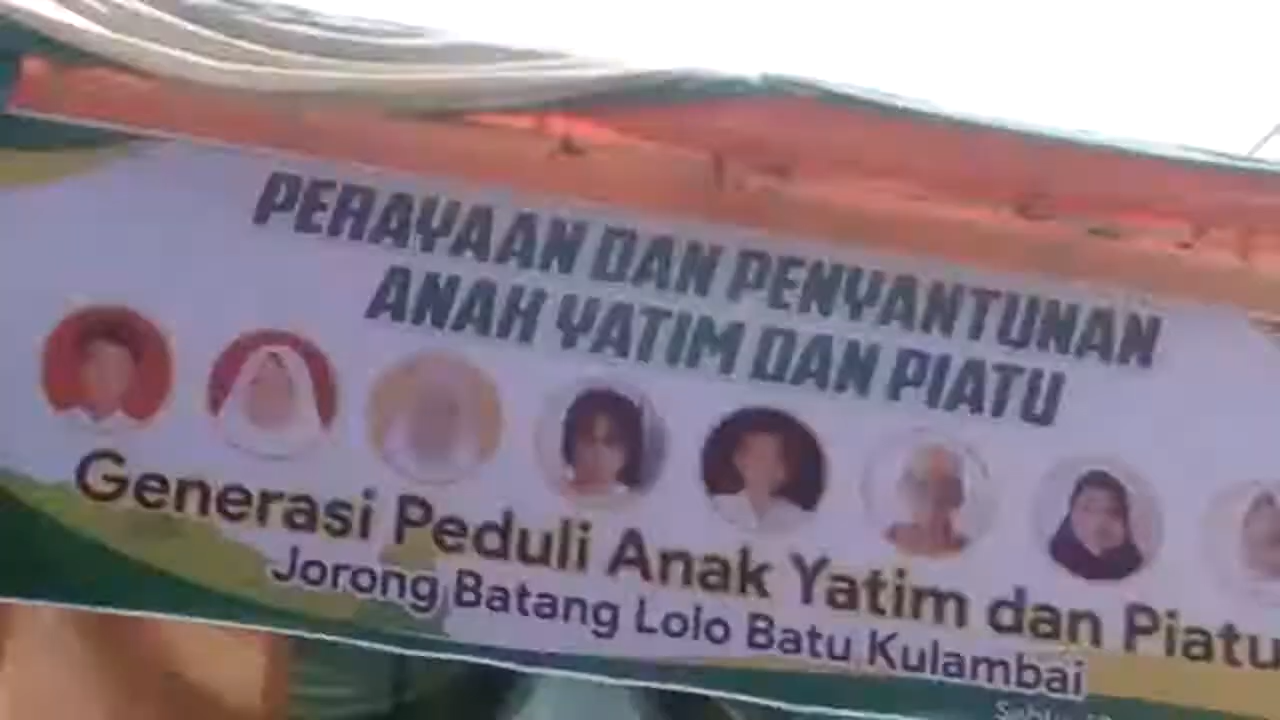 PERAYAAN DAN PENYANTUNAN
ANAK YATIM DAN PIATU
Generasi Peduli Anak Yatim dan Piatu
Jorong Batang Lolo Batu Kulambai